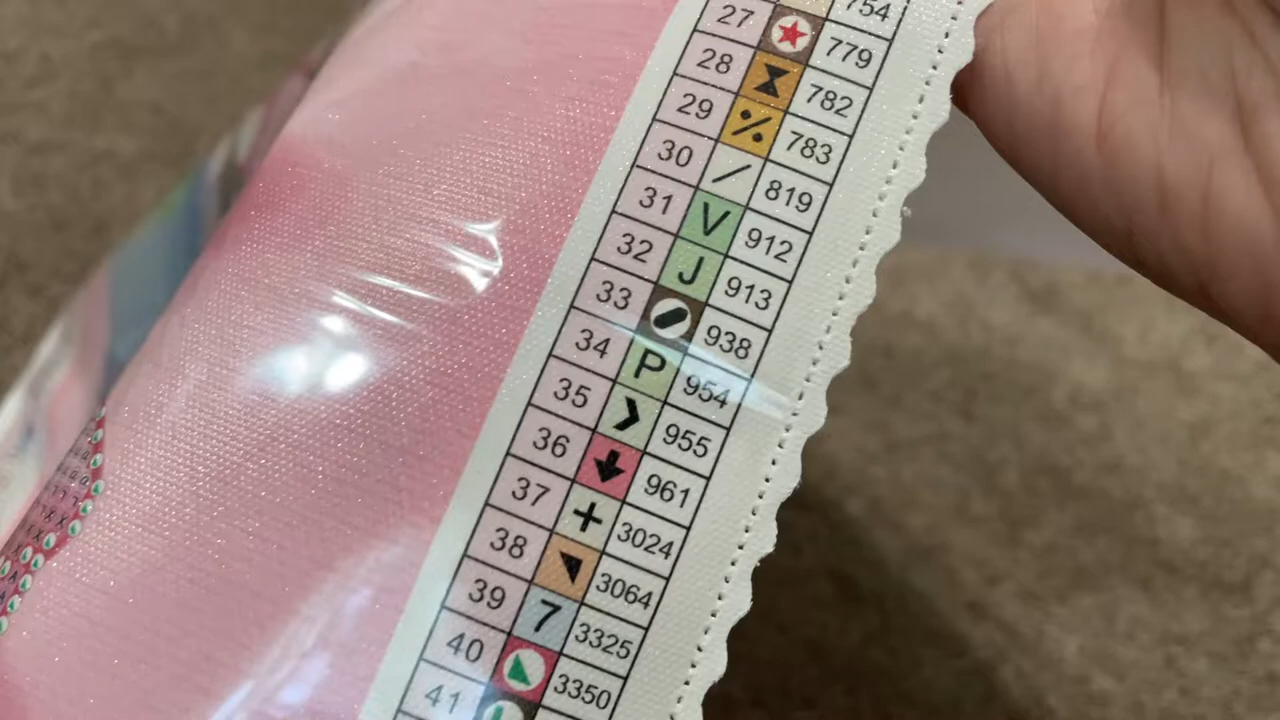 754
27 ★ 779
28 782
29 % 783
30 / 819
31 V 912
32 J 913
33 938
34 P 954
35 > 955
36 961
37 + 3024
38 3064
39 7 3325
40 3350
41